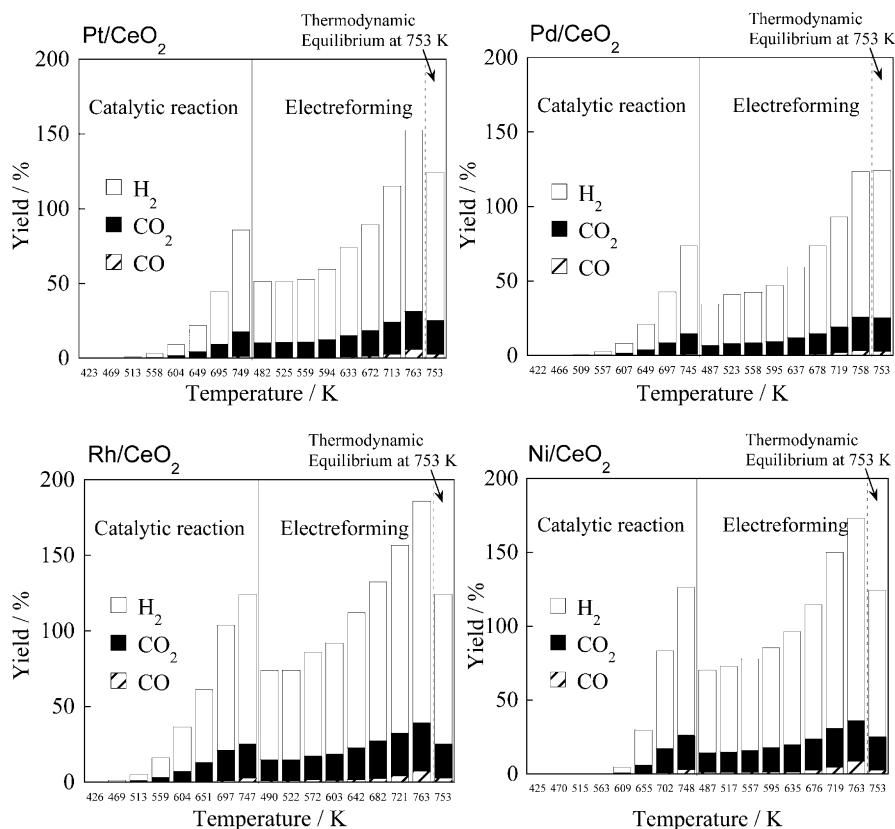 Pt/CeO2
Thermodynamic
Equilibrium at 753 K
200
150
100
50
0
Yield / %
Catalytic reaction
Electreforming
H2
CO2
CO
423 469 513 558 604 649 695 749 482 525 559 594 633 672 713 763 753
Temperature / K
Pd/CeO2
Thermodynamic
Equilibrium at 753 K
200
150
100
50
0
Yield / %
Catalytic reaction
Electreforming
H2
CO2
CO
422 466 509 557 607 649 697 745 487 523 558 595 637 678 719 758 753
Temperature / K
Rh/CeO2
Thermodynamic
Equilibrium at 753 K
200
150
100
50
0
Yield / %
Catalytic reaction
Electreforming
H2
CO2
CO
426 469 513 559 604 651 697 747 490 522 572 603 642 682 721 763 753
Temperature / K
Ni/CeO2
Thermodynamic
Equilibrium at 753 K
200
150
100
50
0
Yield / %
Catalytic reaction
Electreforming
H2
CO2
CO
425 470 515 563 609 655 702 748 487 517 557 595 635 676 719 763 753
Temperature / K